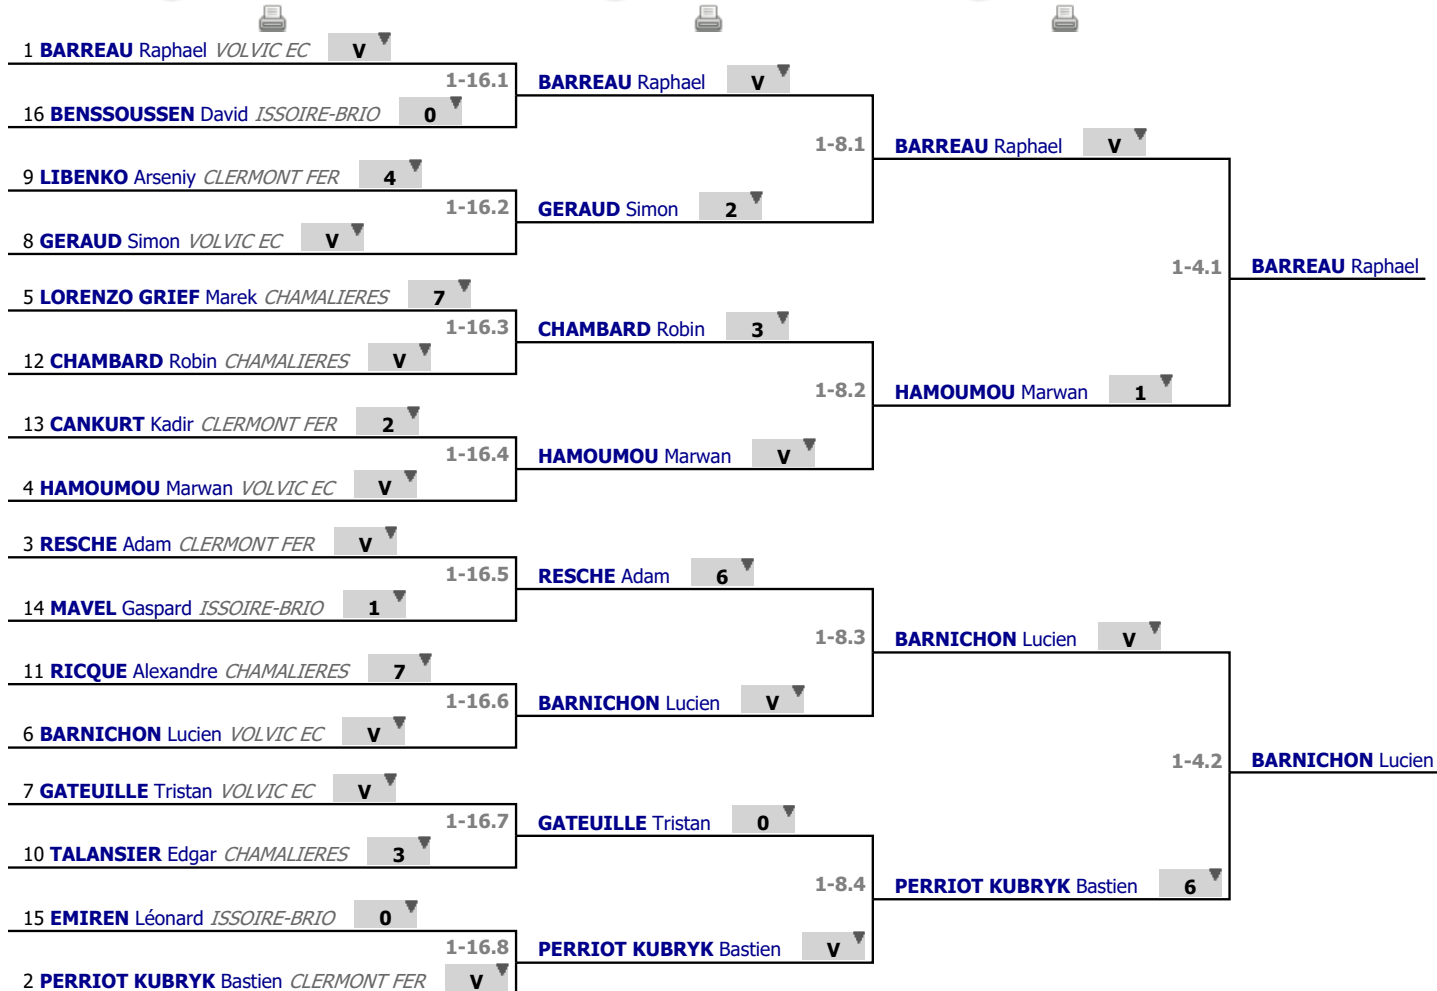 1 BARREAU Raphael VOLVIC EC V
1-16.1
16 BENSSOUSSEN David ISSOIRE-BRIO 0
9 LIBENKO Arseniy CLERMONT FER 4
1-16.2
8 GERAUD Simon VOLVIC EC V
5 LORENZO GRIEF Marek CHAMALIERES 7
1-16.3
12 CHAMBARD Robin CHAMALIERES V
13 CANKURT Kadir CLERMONT FER 2
1-16.4
4 HAMOUMOU Marwan VOLVIC EC V
3 RESCHE Adam CLERMONT FER V
1-16.5
14 MAVEL Gaspard ISSOIRE-BRIO 1
11 RICQUE Alexandre CHAMALIERES 7
1-16.6
6 BARNICHON Lucien VOLVIC EC V
7 GATEUILLE Tristan VOLVIC EC V
1-16.7
10 TALANSIER Edgar CHAMALIERES 3
15 EMIREN Léonard ISSOIRE-BRIO 0
1-16.8
2 PERRIOT KUBRYK Bastien CLERMONT FER V
BARREAU Raphael V
1-8.1
GERAUD Simon 2
CHAMBARD Robin 3
1-8.2
HAMOUMOU Marwan V
RESCHE Adam 6
1-8.3
BARNICHON Lucien V
GATEUILLE Tristan 0
1-8.4
PERRIOT KUBRYK Bastien V
BARREAU Raphael V
1-4.1
HAMOUMOU Marwan 1
BARNICHON Lucien V
1-4.2
PERRIOT KUBRYK Bastien 6
BARREAU Raphael
BARNICHON Lucien